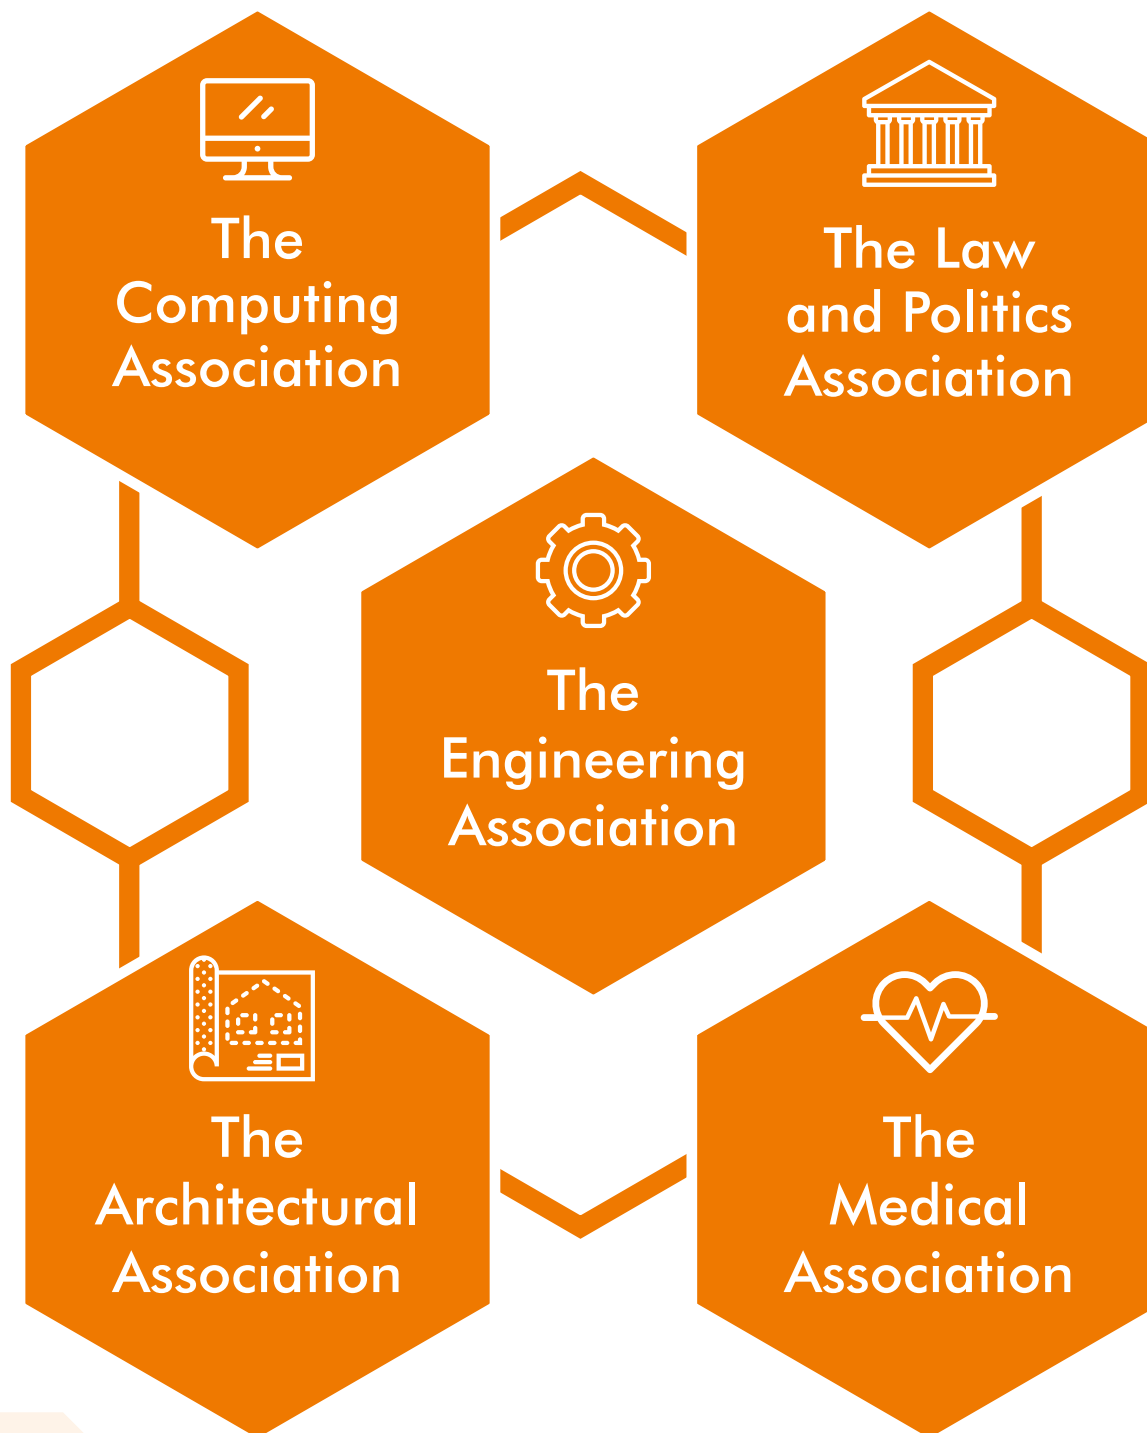 The
Computing
Association
The Law
and Politics
Association
The
Engineering
Association
The
Architectural
Association
The
Medical
Association